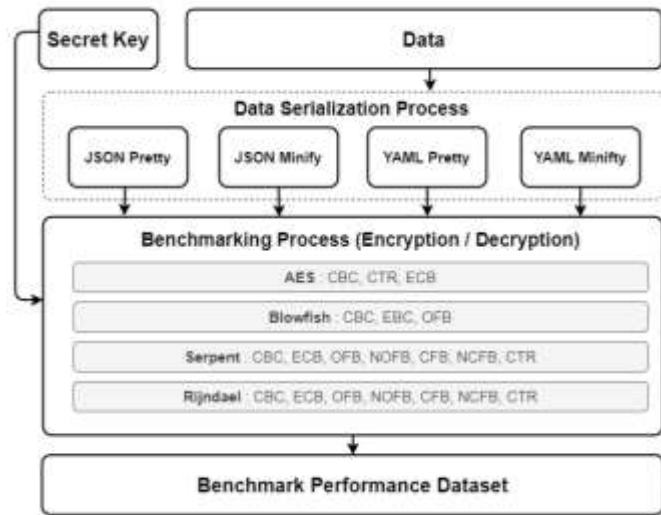 Secret Key
Data
Data Serialization Process
JSON Pretty
JSON Minify
YAML Pretty
YAML Minifty
Benchmarking Process (Encryption / Decryption)
AES : CBC, CTR, ECB
Blowfish : CBC, EBC, OFB
Serpent : CBC, ECB, OFB, NOFB, CFB, NCFB, CTR
Rijndael : CBC, ECB, OFB, NOFB, CFB, NCFB, CTR
Benchmark Performance Dataset